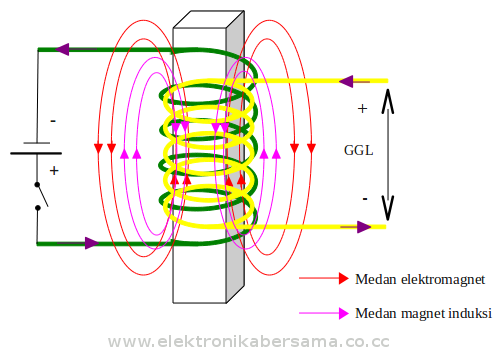 -
+
+
GGL
-
Medan elektromagnet
Medan magnet induksi
www.elektronikabersama.co.cc